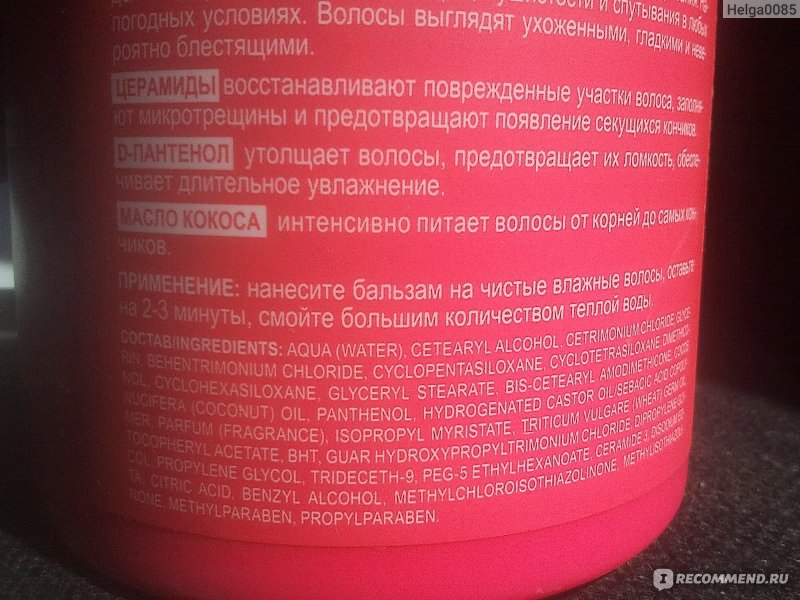 Helga0085
и спутывания в любых
погодных условиях. Волосы выглядят ухоженными, гладкими и неве-
роятно блестящими.
ЦЕРАМИДЫ восстанавливают поврежденные участки волоса, заполня-
ют микротрещины и предотвращают появление секущихся кончиков.
D-ПАНТЕНОЛ утолщает волосы, предотвращает их ломкость, обеспе-
чивает длительное увлажнение.
МАСЛО КОКОСА интенсивно питает волосы от корней до самых кон-
чиков.
ПРИМЕНЕНИЕ: нанесите бальзам на чистые влажные волосы, оставьте
на 2-3 минуты, смойте большим количеством теплой воды.
СОСТАВ/INGREDIENTS: AQUA (WATER), CETEARYL ALCOHOL, CETRIMONIUM CHLORIDE, GLYCE-
RIN, BEHENTRIMONIUM CHLORIDE, CYCLOPENTASILOXANE, CYCLOTETRASILOXANE, DIMETHICO-
NOL, CYCLOHEXASILOXANE, GLYCERYL STEARATE, BIS-CETEARYL AMODIMETHICONE, COCOS
NUCIFERA (COCONUT) OIL, PANTHENOL, HYDROGENATED CASTOR OIL/SEBACIC ACID COPOLY-
MER, PARFUM (FRAGRANCE), ISOPROPYL MYRISTATE, TRITICUM VULGARE (WHEAT) GERM OIL,
TOCOPHERYL ACETATE, BHT, GUAR HYDROXYPROPYLTRIMONIUM CHLORIDE, DIPROPYLENE GLY-
COL, PROPYLENE GLYCOL, TRIDECETH-9, PEG-5 ETHYLHEXANOATE, CERAMIDE 3, DISODIUM ED-
TA, CITRIC ACID, BENZYL ALCOHOL, METHYLCHLOROISOTHIAZOLINONE, METHYLISOTHIAZOLI-
NONE, METHYLPARABEN, PROPYLPARABEN.
IRECOMMEND.RU